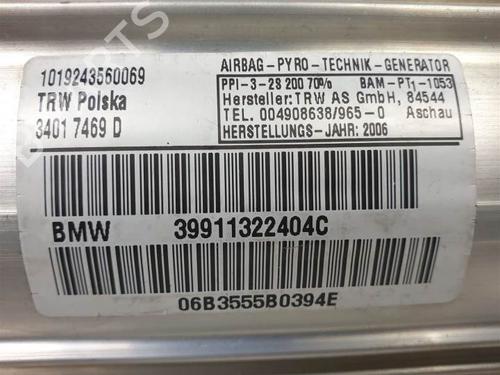 1019243560069
TRW Polska
3401 7469 D
AIRBAG-PYRO-TECHNIK-GENERATOR
PPI-3-2S 200 70% BAM-PT1-1053
Hersteller: TRW AS GmbH, 84544
TEL. 004908638/965-0 Aschau
HERSTELLUNGS-JAHR: 2006
BMW 39911322404C
06B3555B0394E